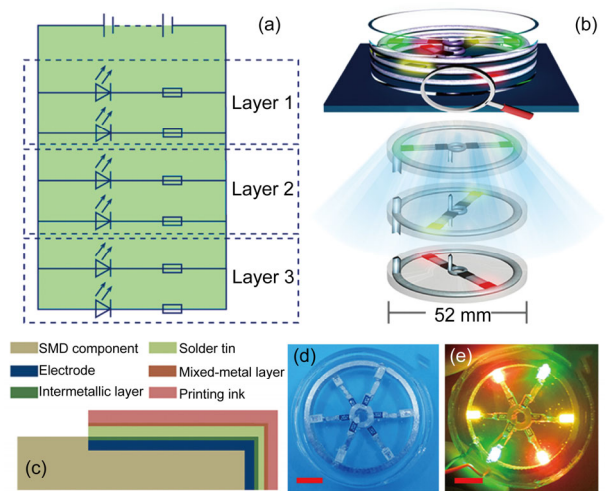 (a)
Layer 1
Layer 2
Layer 3
(b)
52 mm
SMD component
Solder tin
Electrode
Mixed-metal layer
Intermetallic layer
Printing ink
(c)
(d)
(e)